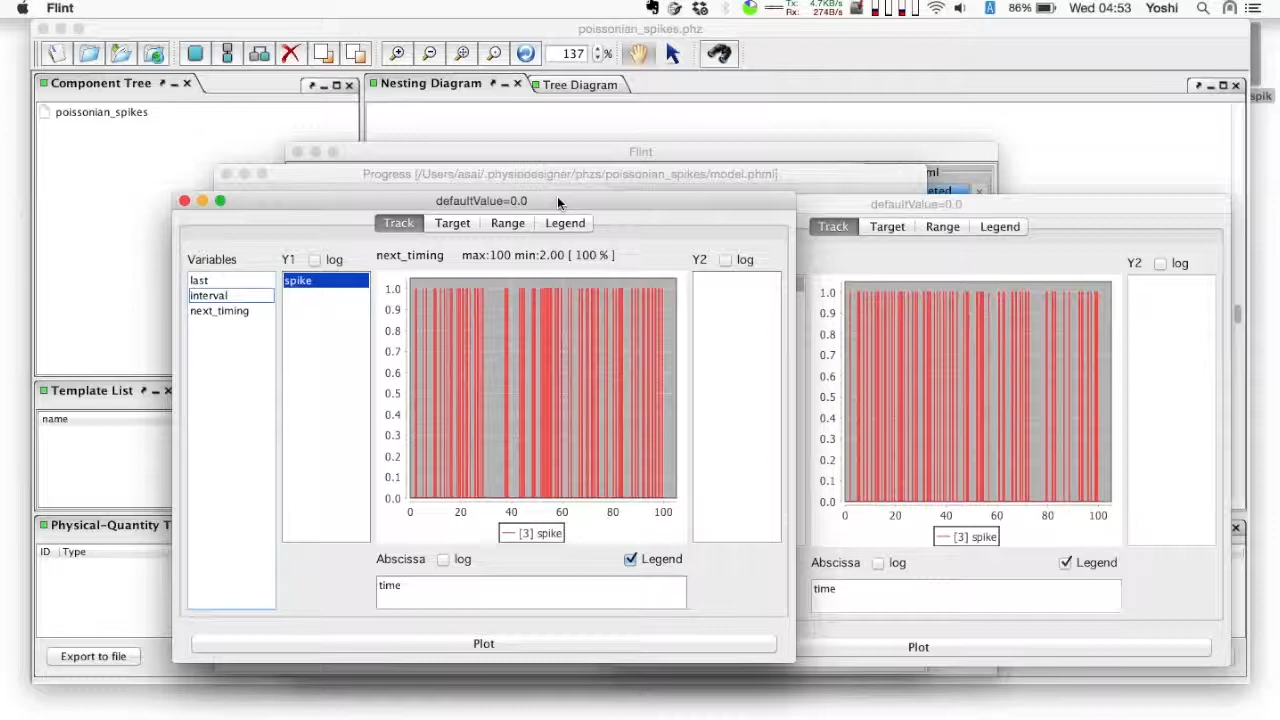 Flint
Tx: 4.7KB/s
Rx: 274B/s
86%
Wed 04:53
Yoshi
poissonian_spikes.phz
137 %
Component Tree
Nesting Diagram
Tree Diagram
spik
poissonian_spikes
Flint
Progress [/Users/asai/.physiodesigner/phzs/poissonian_spikes/model.phml]
ml
eted
defaultValue=0.0
Track
Target
Range
Legend
Variables
Y1
log
next_timing max:100 min:2.00 [ 100 % ]
Y2
log
last
interval
next_timing
spike
1.0
0.9
0.8
0.7
0.6
0.5
0.4
0.3
0.2
0.1
0.0
0 20 40 60 80 100
[3] spike
Abscissa
log
Legend
time
Plot
defaultValue=0.0
Track
Target
Range
Legend
Y2
log
1.0
0.9
0.8
0.7
0.6
0.5
0.4
0.3
0.2
0.1
0.0
0 20 40 60 80 100
[3] spike
Abscissa
log
Legend
time
Plot
Template List
name
Physical-Quantity T
ID
Type
Export to file